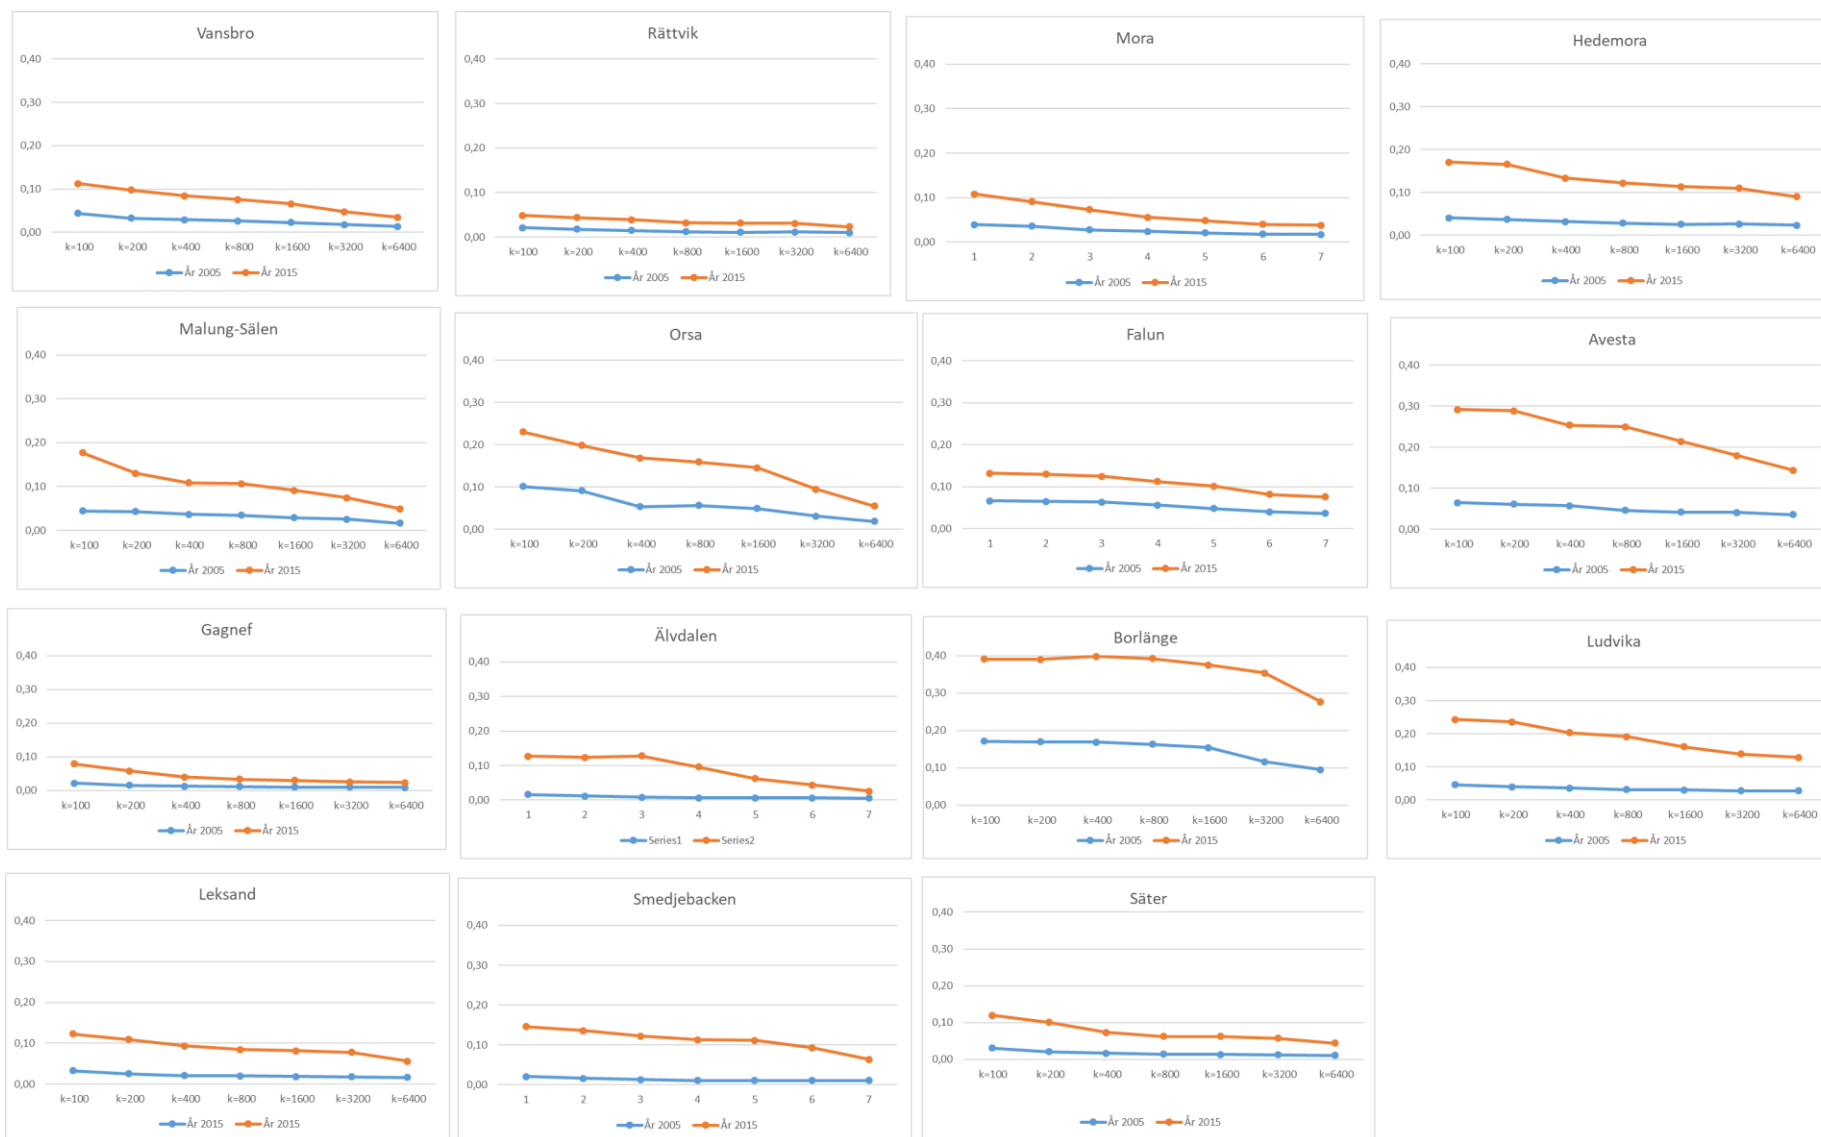 Vansbro
0,40
0,30
0,20
0,10
0,00
k=100 k=200 k=400 k=800 k=1600 k=3200 k=6400
År 2005 År 2015
Rättvik
0,40
0,30
0,20
0,10
0,00
k=100 k=200 k=400 k=800 k=1600 k=3200 k=6400
År 2005 År 2015
Mora
0,40
0,30
0,20
0,10
0,00
1 2 3 4 5 6 7
År 2005 År 2015
Hedemora
0,40
0,30
0,20
0,10
0,00
k=100 k=200 k=400 k=800 k=1600 k=3200 k=6400
År 2005 År 2015
Malung-Sälen
0,40
0,30
0,20
0,10
0,00
k=100 k=200 k=400 k=800 k=1600 k=3200 k=6400
År 2005 År 2015
Orsa
0,40
0,30
0,20
0,10
0,00
k=100 k=200 k=400 k=800 k=1600 k=3200 k=6400
År 2005 År 2015
Falun
0,40
0,30
0,20
0,10
0,00
1 2 3 4 5 6 7
År 2005 År 2015
Avesta
0,40
0,30
0,20
0,10
0,00
k=100 k=200 k=400 k=800 k=1600 k=3200 k=6400
År 2005 År 2015
Gagnef
0,40
0,30
0,20
0,10
0,00
k=100 k=200 k=400 k=800 k=1600 k=3200 k=6400
År 2005 År 2015
Älvdalen
0,40
0,30
0,20
0,10
0,00
1 2 3 4 5 6 7
Series1 Series2
Borlänge
0,40
0,30
0,20
0,10
0,00
k=100 k=200 k=400 k=800 k=1600 k=3200 k=6400
År 2005 År 2015
Ludvika
0,40
0,30
0,20
0,10
0,00
k=100 k=200 k=400 k=800 k=1600 k=3200 k=6400
År 2005 År 2015
Leksand
0,40
0,30
0,20
0,10
0,00
k=100 k=200 k=400 k=800 k=1600 k=3200 k=6400
År 2015 År 2015
Smedjebacken
0,40
0,30
0,20
0,10
0,00
1 2 3 4 5 6 7
År 2005 År 2015
Säter
0,40
0,30
0,20
0,10
0,00
k=100 k=200 k=400 k=800 k=1600 k=3200 k=6400
År 2005 År 2015